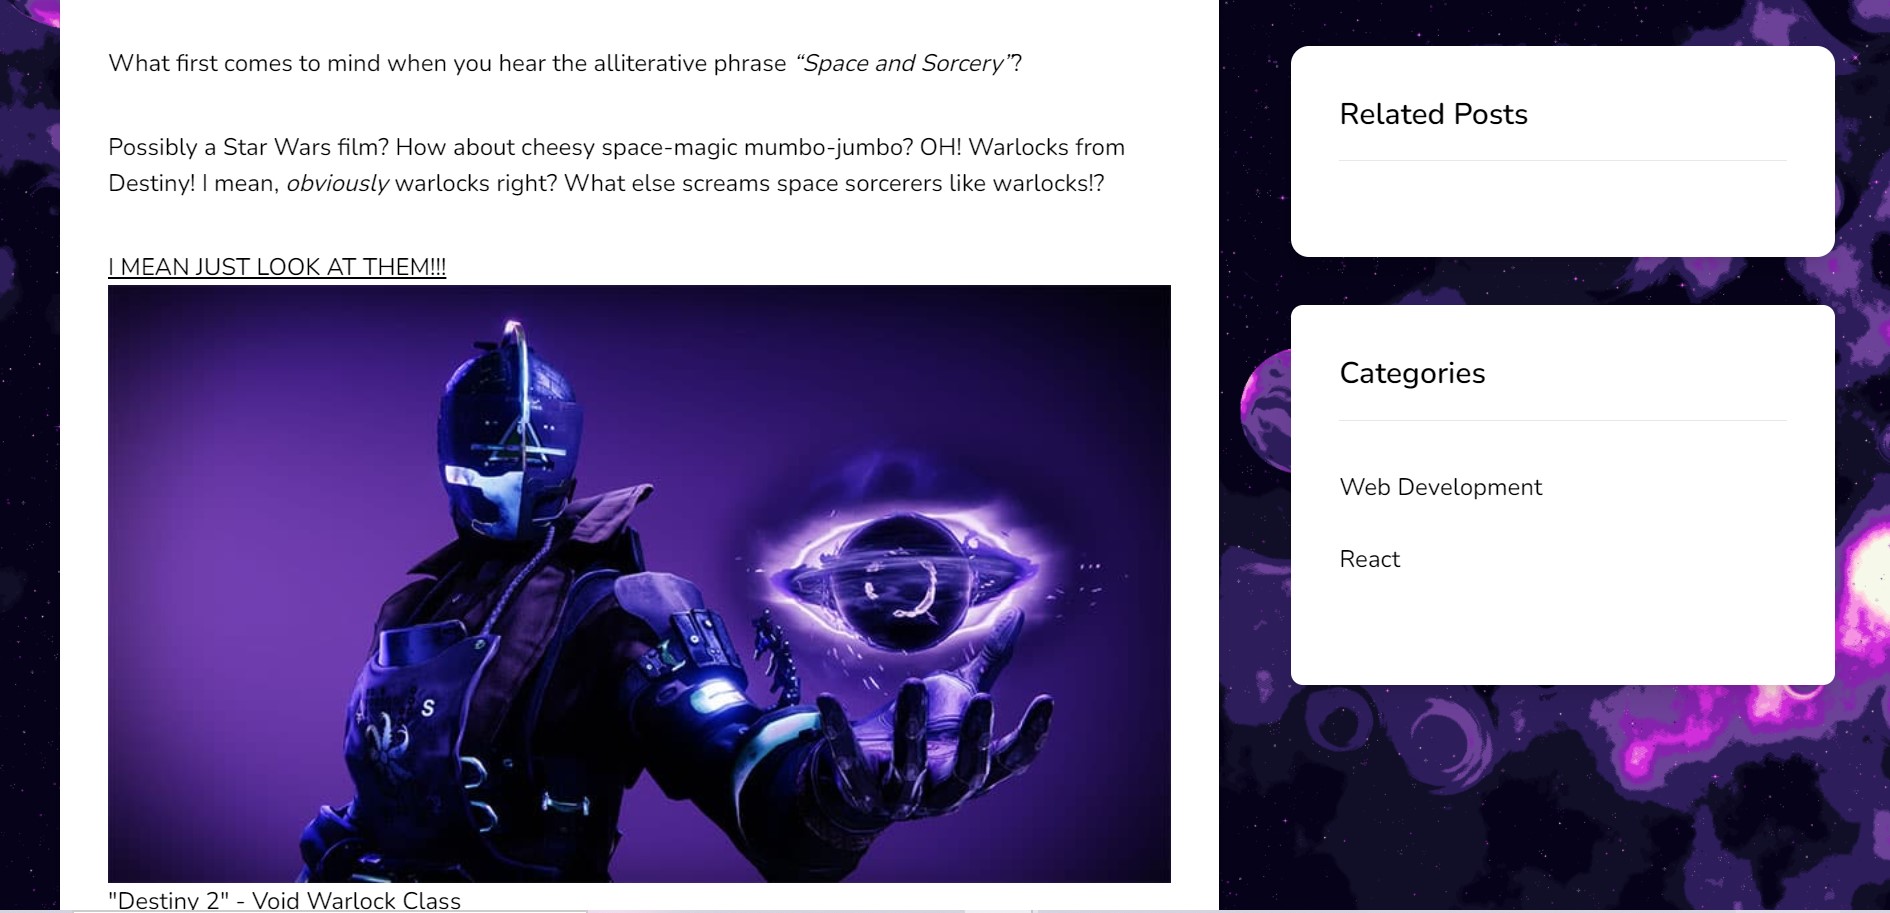 What first comes to mind when you hear the alliterative phrase “Space and Sorcery”?
Possibly a Star Wars film? How about cheesy space-magic mumbo-jumbo? OH! Warlocks from
Destiny! I mean, obviously warlocks right? What else screams space sorcerers like warlocks!?
I MEAN JUST LOOK AT THEM!!!
S
"Destiny 2" - Void Warlock Class
Related Posts
Categories
Web Development
React